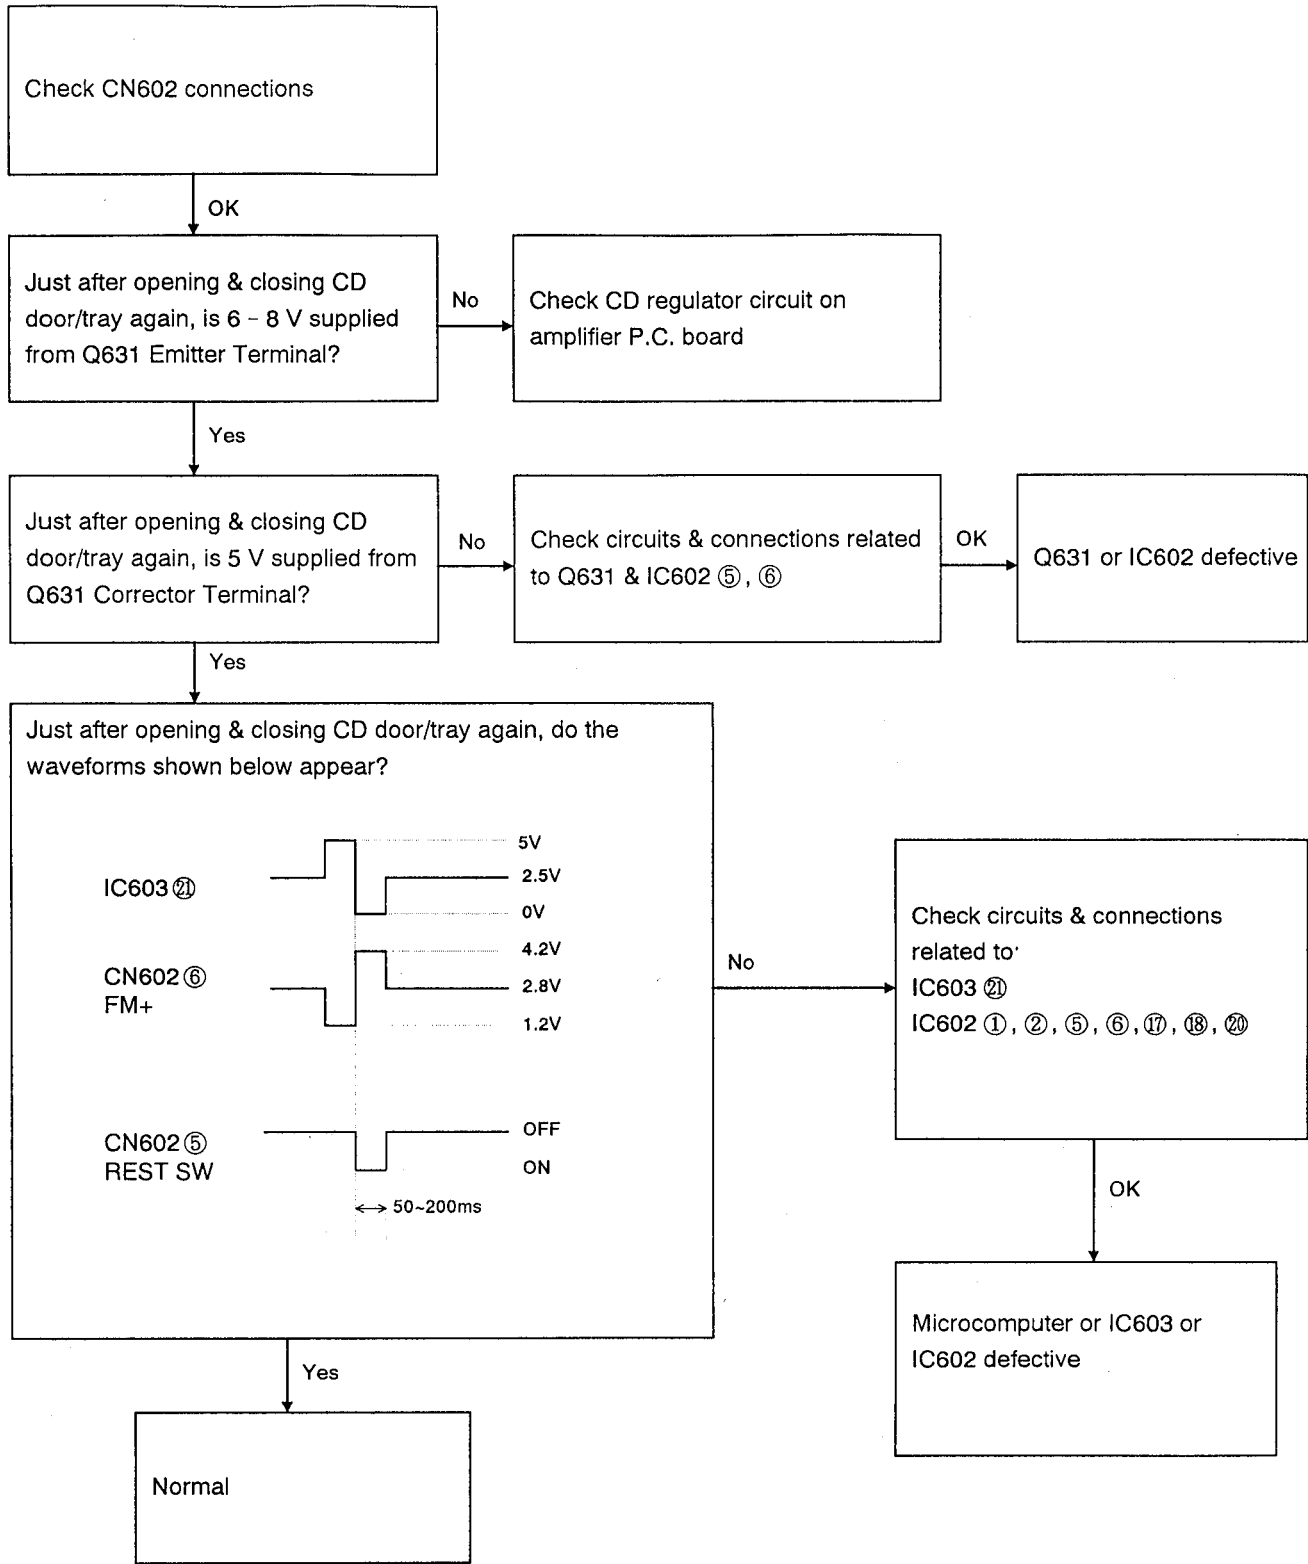 Check CN602 connections
OK
Just after opening & closing CD
door/tray again, is 6 – 8 V supplied
from Q631 Emitter Terminal?
No
Check CD regulator circuit on
amplifier P.C. board
Yes
Just after opening & closing CD
door/tray again, is 5 V supplied from
Q631 Corrector Terminal?
No
Check circuits & connections related
to Q631 & IC602 ⑤, ⑥
OK
Q631 or IC602 defective
Yes
Just after opening & closing CD door/tray again, do the
waveforms shown below appear?
IC603 ㉑
5V
2.5V
0V
CN602 ⑥
FM+
4.2V
2.8V
1.2V
CN602 ⑤
REST SW
OFF
ON
50~200ms
No
Check circuits & connections
related to
IC603 ㉑
IC602 ①, ②, ⑤, ⑥, ⑰, ⑱, ⑳
OK
Microcomputer or IC603 or
IC602 defective
Yes
Normal